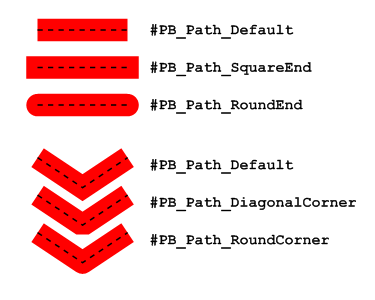 #PB_Path_Default
#PB_Path_SquareEnd
#PB_Path_RoundEnd
#PB_Path_Default
#PB_Path_DiagonalCorner
#PB_Path_RoundCorner